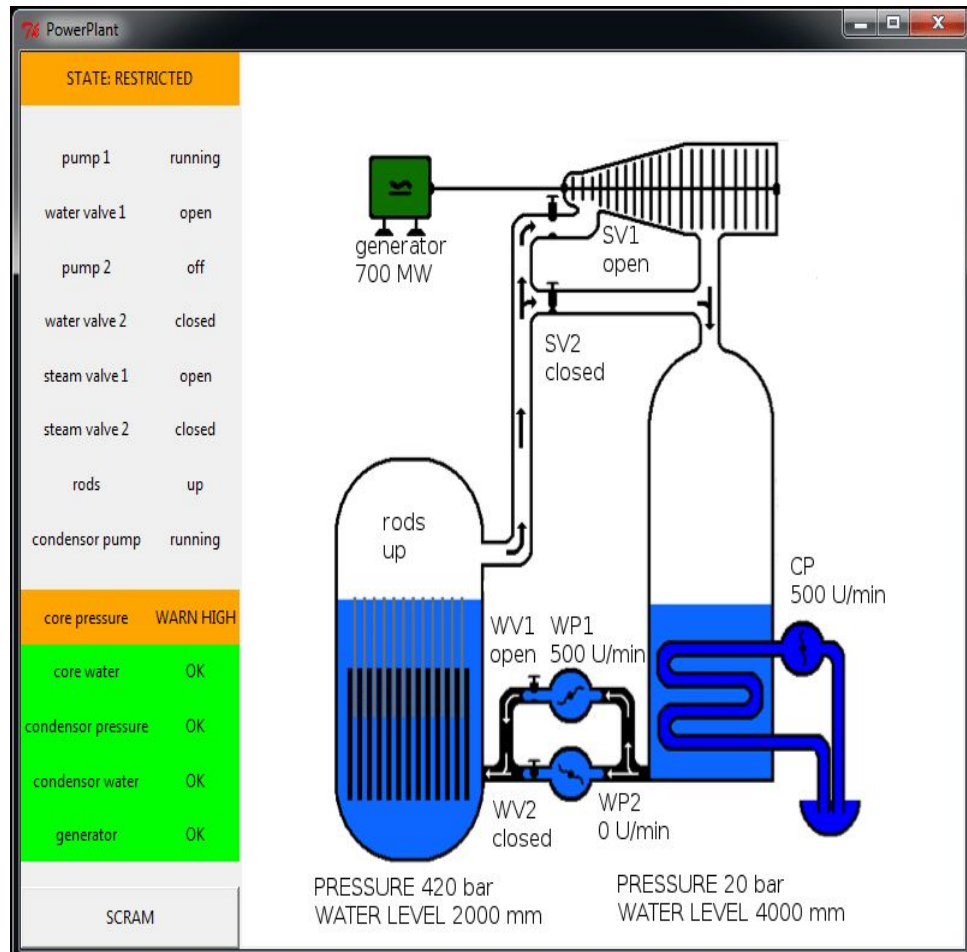 PowerPlant
STATE: RESTRICTED
pump 1 running
water valve 1 open
pump 2 off
water valve 2 closed
steam valve 1 open
steam valve 2 closed
rods up
condensor pump running
core pressure WARN HIGH
core water OK
condensor pressure OK
condensor water OK
generator OK
SCRAM
generator
700 MW
SV1
open
SV2
closed
rods
up
CP
500 U/min
WV1
open
WP1
500 U/min
WV2
closed
WP2
0 U/min
PRESSURE 420 bar
WATER LEVEL 2000 mm
PRESSURE 20 bar
WATER LEVEL 4000 mm